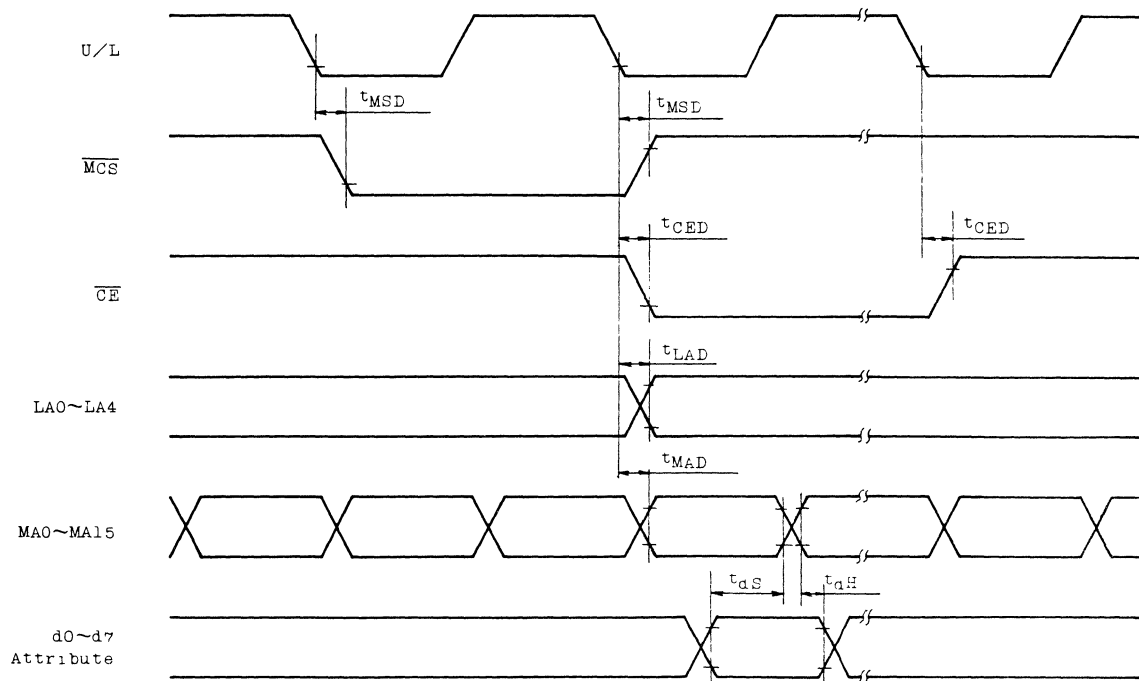 U/L
tMSD
tMSD
MCS
tCED
tCED
CE
tLAD
LA0~LA4
tMAD
MA0~MA15
tdS
tdH
d0~d7
Attribute